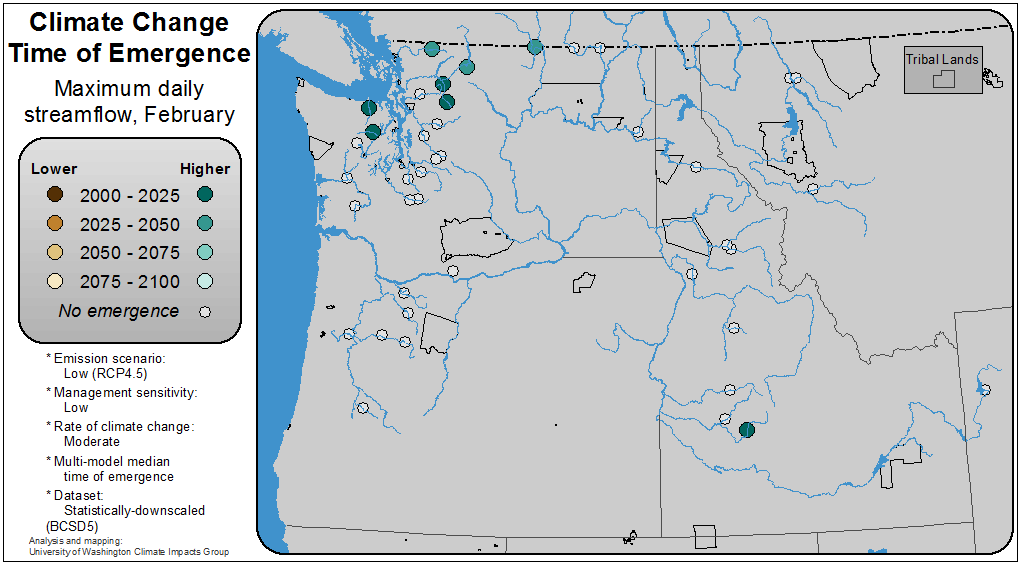 Climate Change
Time of Emergence
Maximum daily
streamflow, February
Lower Higher
2000 - 2025
2025 - 2050
2050 - 2075
2075 - 2100
No emergence
* Emission scenario:
Low (RCP4.5)
* Management sensitivity:
Low
* Rate of climate change:
Moderate
* Multi-model median
time of emergence
* Dataset:
Statistically-downscaled
(BCSD5)
Analysis and mapping:
University of Washington Climate Impacts Group
Tribal Lands